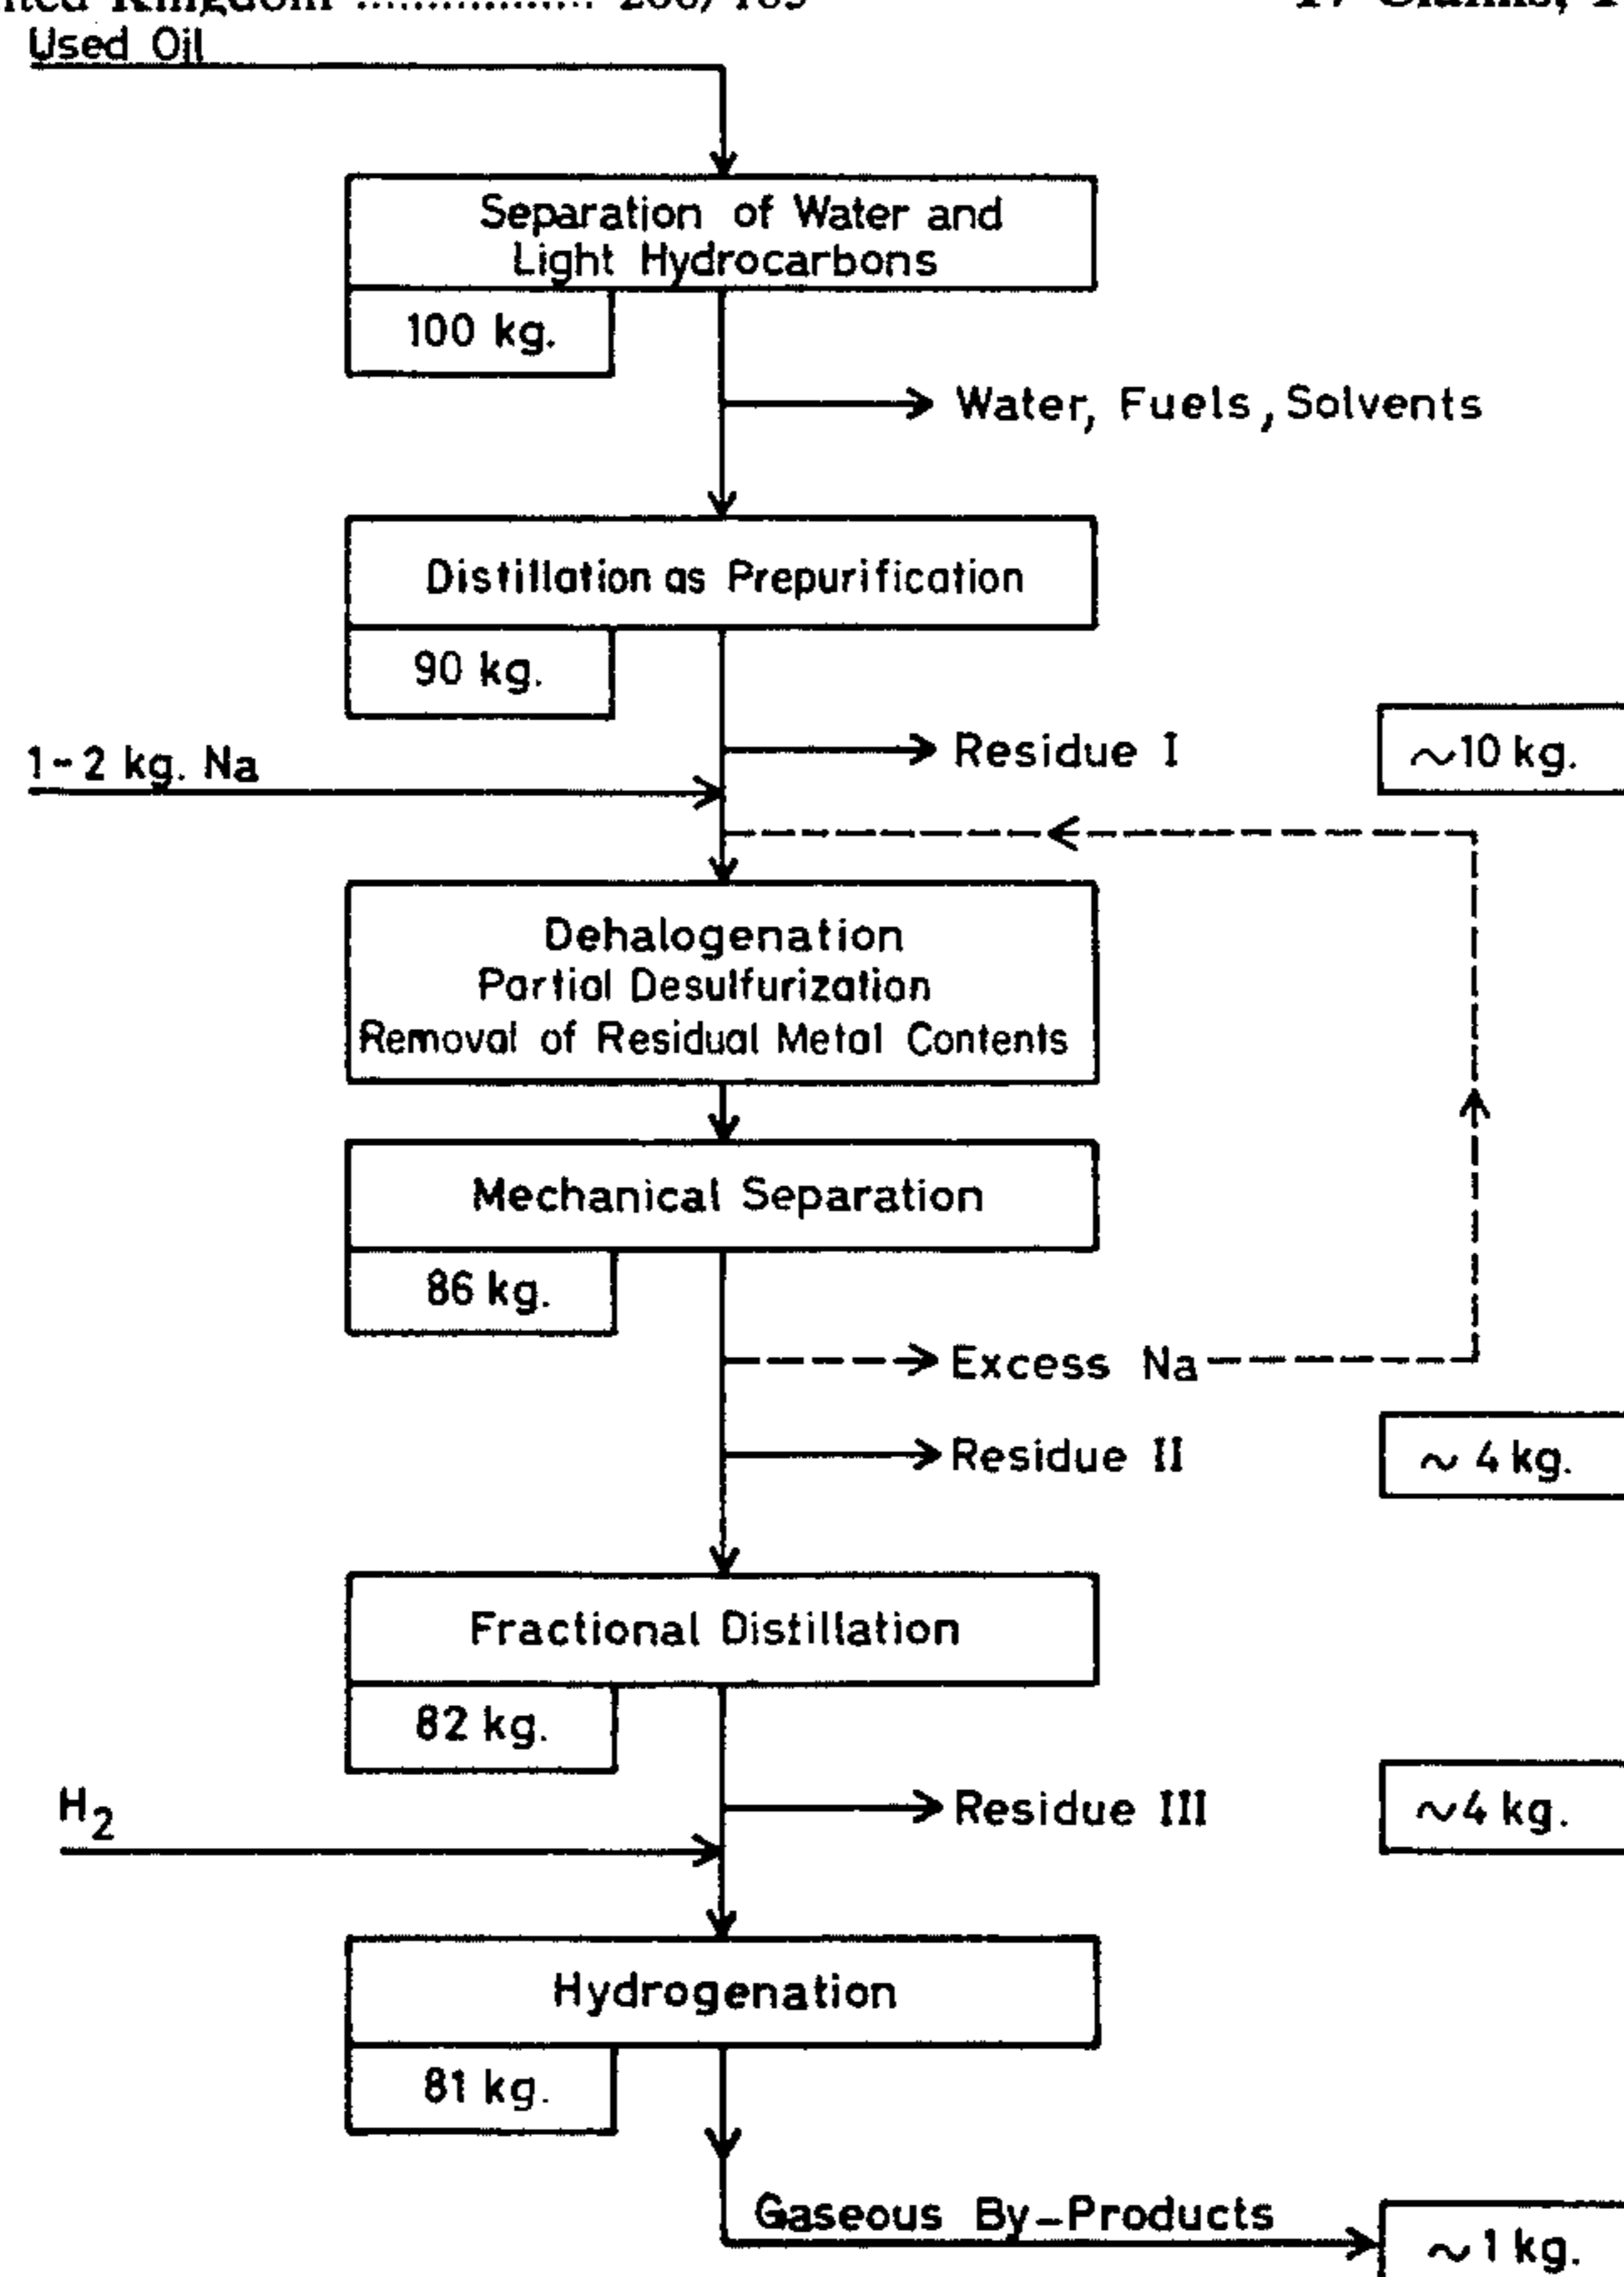 Used Oil
Separation of Water and
Light Hydrocarbons
100 kg.
Water, Fuels, Solvents
Distillation as Prepurification
90 kg.
Residue I
~10 kg.
1-2 kg. Na
Dehalogenation
Partial Desulfurization
Removal of Residual Metal Contents
Mechanical Separation
86 kg.
Excess Na
Residue II
~ 4 kg.
Fractional Distillation
82 kg.
H2
Residue III
~4 kg.
Hydrogenation
81 kg.
Gaseous By-Products
~1 kg.